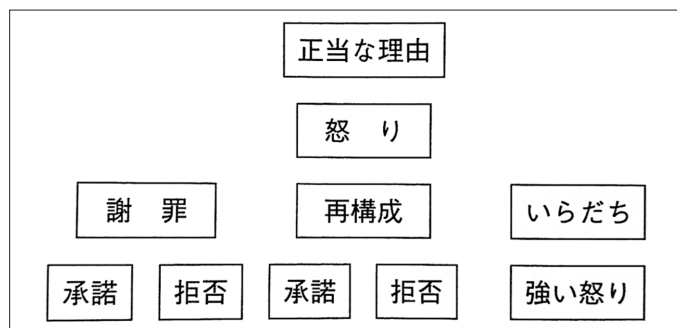 正当な理由
怒り
謝罪 再構成 いらだち
承諾 拒否 承諾 拒否 強い怒り